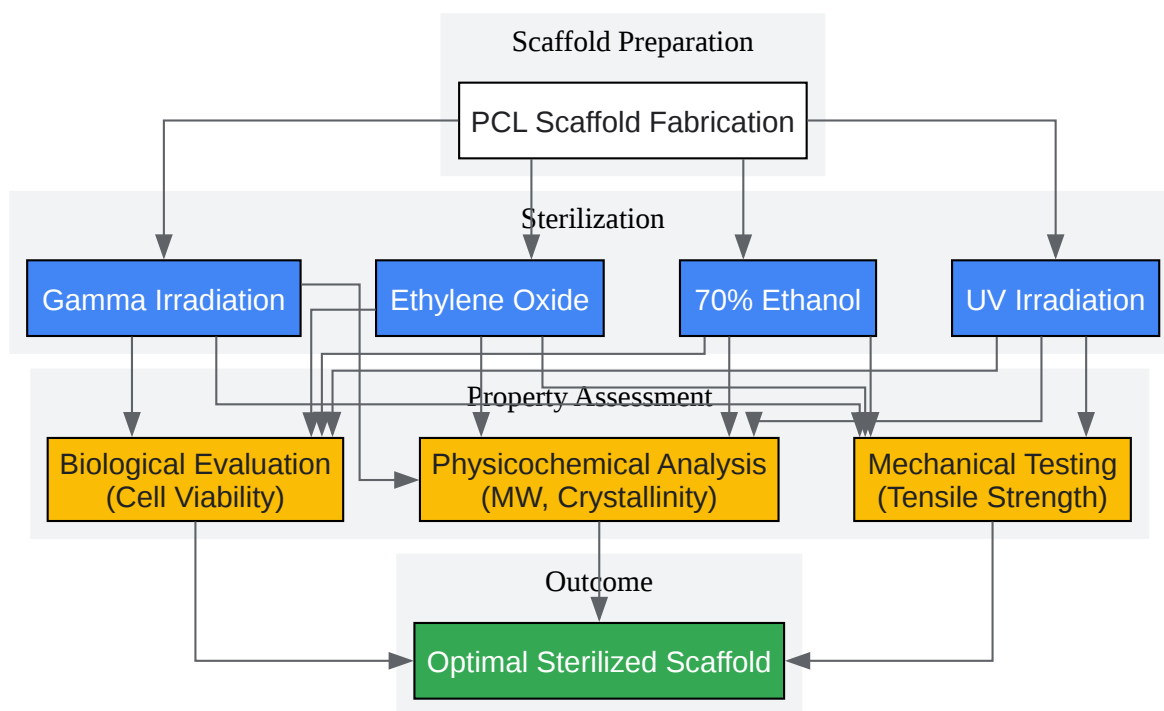 Scaffold Preparation
PCL Scaffold Fabrication
Sterilization
Gamma Irradiation
Ethylene Oxide
70% Ethanol
UV Irradiation
Property Assessment
Biological Evaluation
(Cell Viability)
Physicochemical Analysis
(MW, Crystallinity)
Mechanical Testing
(Tensile Strength)
Outcome
Optimal Sterilized Scaffold